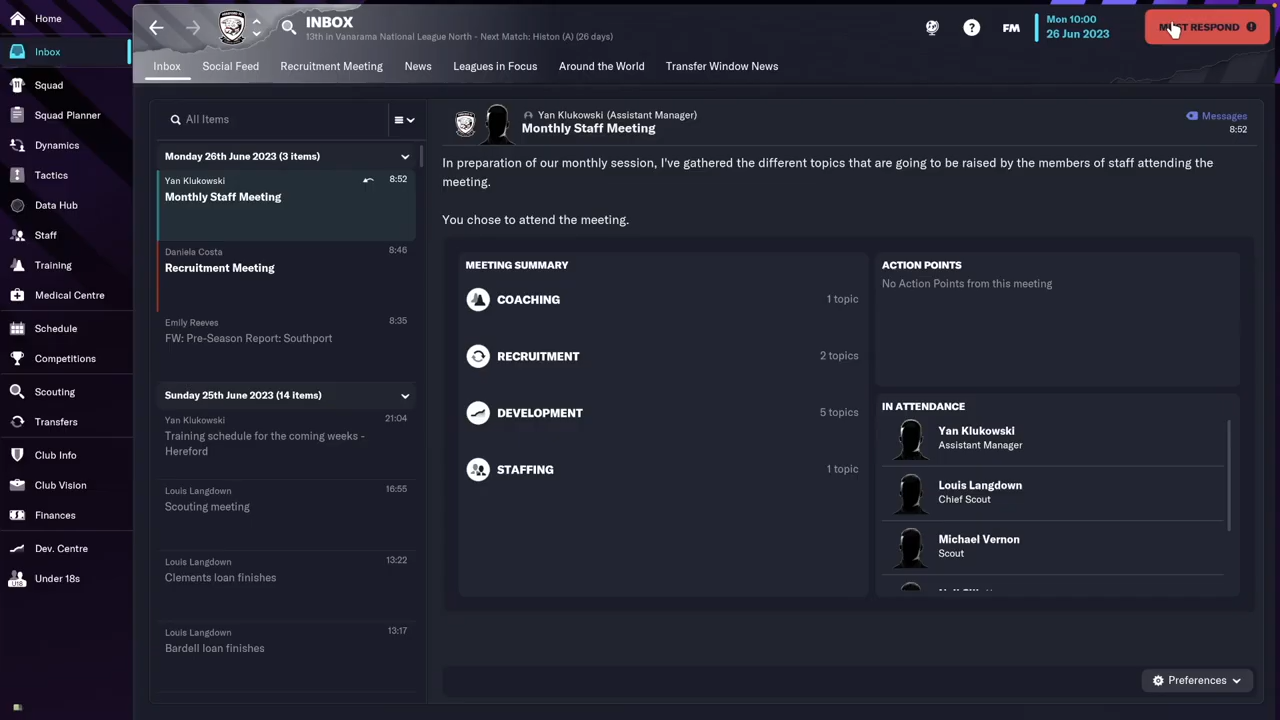 Home
Inbox
Squad
Squad Planner
Dynamics
Tactics
Data Hub
Staff
Training
Medical Centre
Schedule
Competitions
Scouting
Transfers
Club Info
Club Vision
Finances
Dev. Centre
Under 18s
INBOX
13th in Vanarama National League North - Next Match: Histon (A) (26 days)
FM
Mon 10:00
26 Jun 2023
MUST RESPOND
Inbox
Social Feed
Recruitment Meeting
News
Leagues in Focus
Around the World
Transfer Window News
All Items
Monday 26th June 2023 (3 items)
Yan Klukowski
8:52
Monthly Staff Meeting
Daniela Costa
8:46
Recruitment Meeting
Emily Reeves
8:35
FW: Pre-Season Report: Southport
Sunday 25th June 2023 (14 items)
Yan Klukowski
21:04
Training schedule for the coming weeks -
Hereford
Louis Langdown
16:55
Scouting meeting
Louis Langdown
13:22
Clements loan finishes
Louis Langdown
13:17
Bardell loan finishes
Yan Klukowski (Assistant Manager)
Monthly Staff Meeting
Messages
8:52
In preparation of our monthly session, I've gathered the different topics that are going to be raised by the members of staff attending the
meeting.
You chose to attend the meeting.
MEETING SUMMARY
COACHING
1 topic
RECRUITMENT
2 topics
DEVELOPMENT
5 topics
STAFFING
1 topic
ACTION POINTS
No Action Points from this meeting
IN ATTENDANCE
Yan Klukowski
Assistant Manager
Louis Langdown
Chief Scout
Michael Vernon
Scout
Preferences